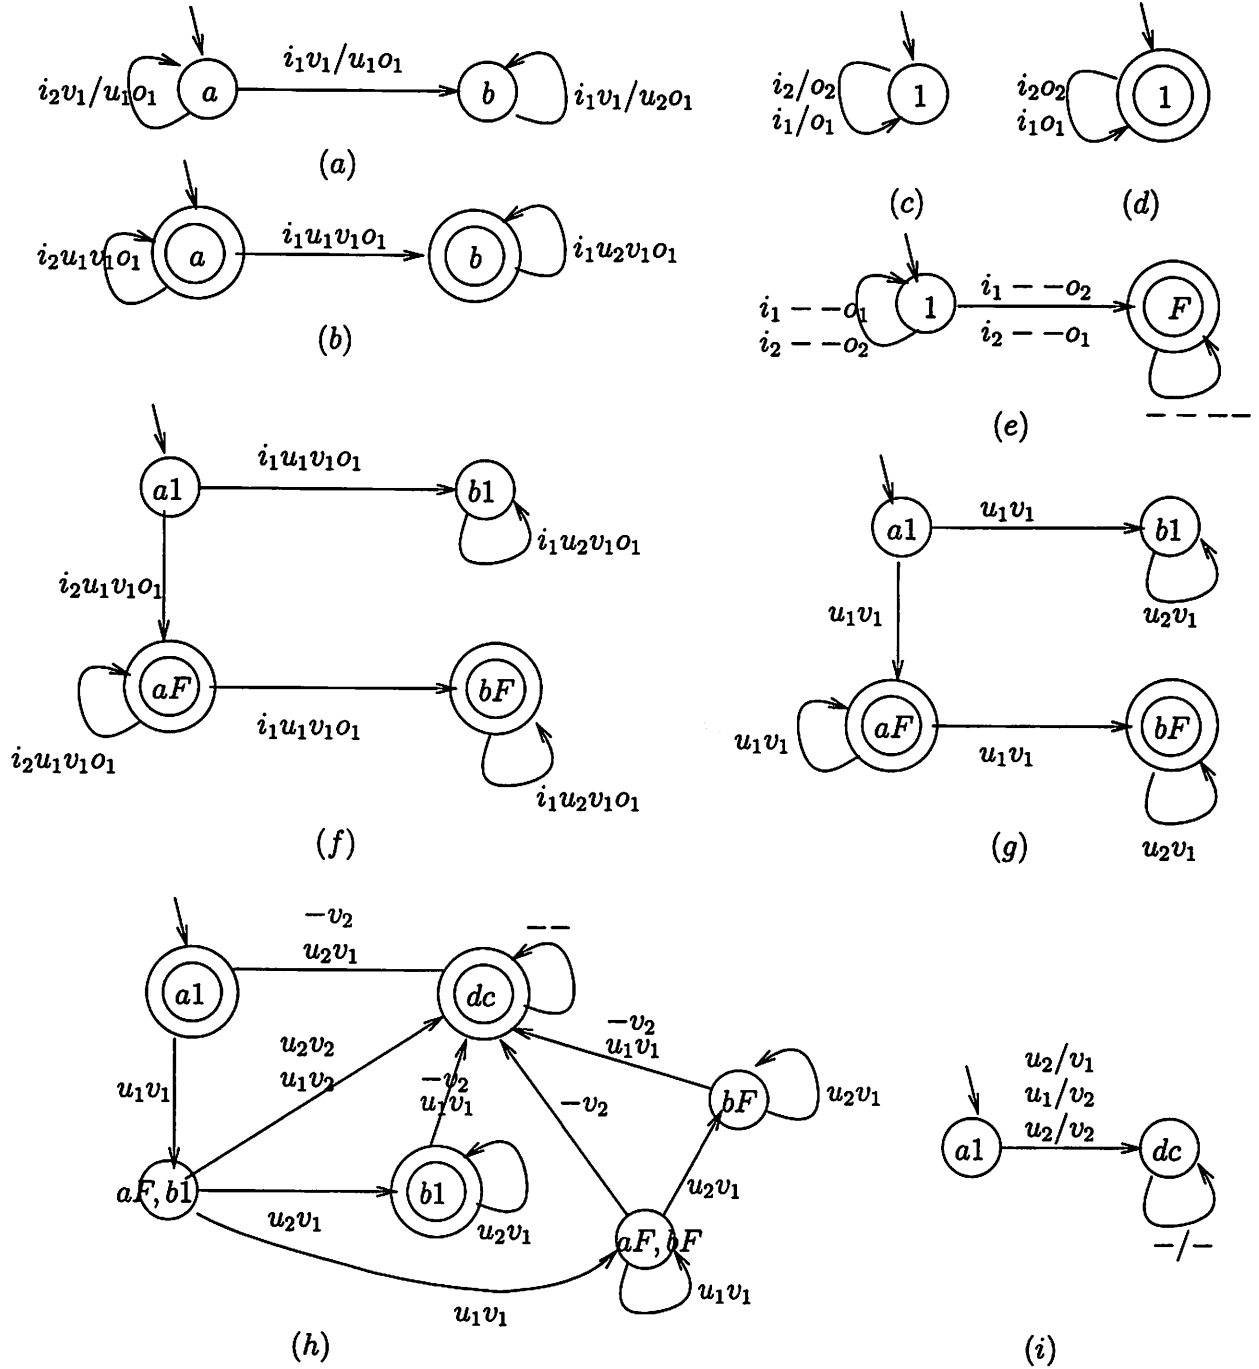 i₁v₁/u₁o₁
i₂v₁/u₁o₁
a
b
i₁v₁/u₂o₁
(a)
i₂/o₂
i₁/o₁
1
(c)
i₂o₂
i₁o₁
1
(d)
i₂u₁v₁o₁
a
i₁u₁v₁o₁
b
i₁u₂v₁o₁
(b)
i₁ − −o₁
i₂ − −o₂
1
i₁ − −o₂
i₂ − −o₁
F
− − − −
(e)
a1
i₁u₁v₁o₁
b1
i₁u₂v₁o₁
i₂u₁v₁o₁
aF
i₂u₁v₁o₁
i₁u₁v₁o₁
bF
i₁u₂v₁o₁
(f)
a1
u₁v₁
b1
u₂v₁
u₁v₁
u₁v₁
aF
u₁v₁
bF
u₂v₁
(g)
−v₂
u₂v₁
− −
a1
dc
u₂v₂
u₁v₂
−v₂
u₁v₁
−v₂
−v₂
u₁v₁
bF
u₂v₁
u₁v₁
aF, b1
u₂v₁
b1
u₂v₁
u₂v₁
aF, bF
u₁v₁
u₁v₁
(h)
u₂/v₁
u₁/v₂
u₂/v₂
a1
dc
−/−
(i)